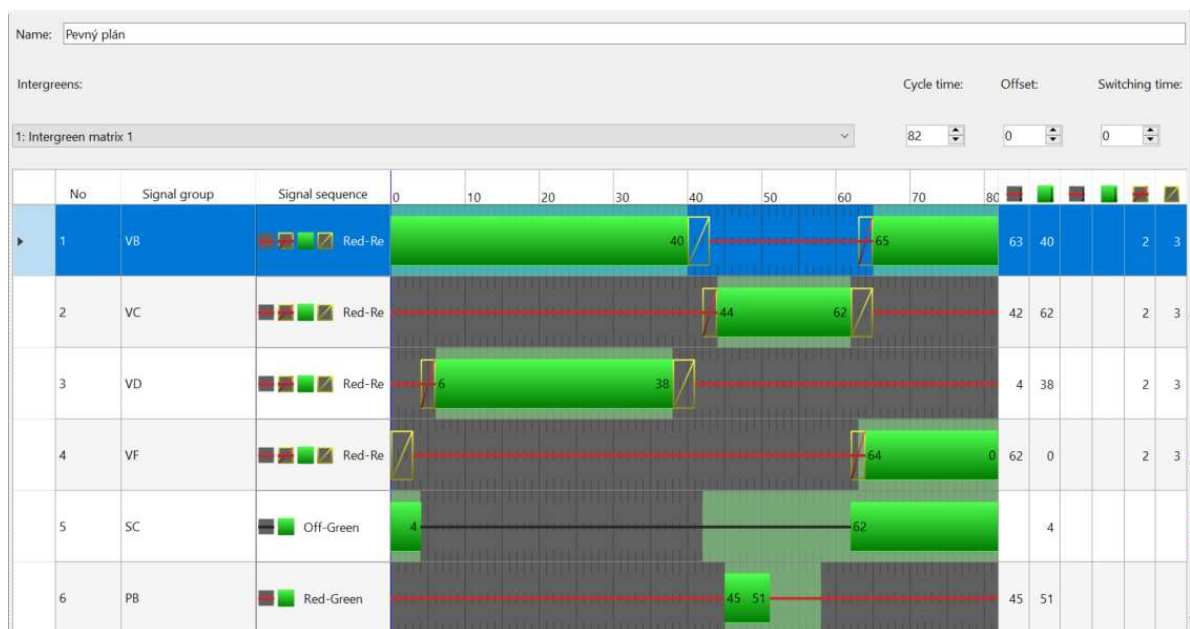 Name: Pevný plán
Intergreens: Cycle time: Offset: Switching time:
1: Intergreen matrix 1 82 0 0
No Signal group Signal sequence 0 10 20 30 40 50 60 70 80
1 VB Red-Re 40 65 63 40 2 3
2 VC Red-Re 44 62 42 62 2 3
3 VD Red-Re 6 38 4 38 2 3
4 VF Red-Re 64 0 62 0 2 3
5 SC Off-Green 4 62 4
6 PB Red-Green 45 51 45 51